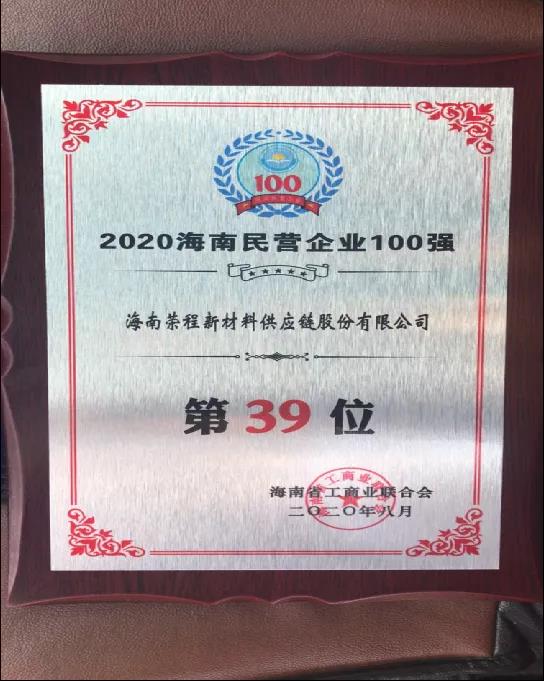 100
2020海南民营企业100强
海南荣程新材料供应链股份有限公司
第 39 位
海南省工商业联合会
二〇二〇年八月